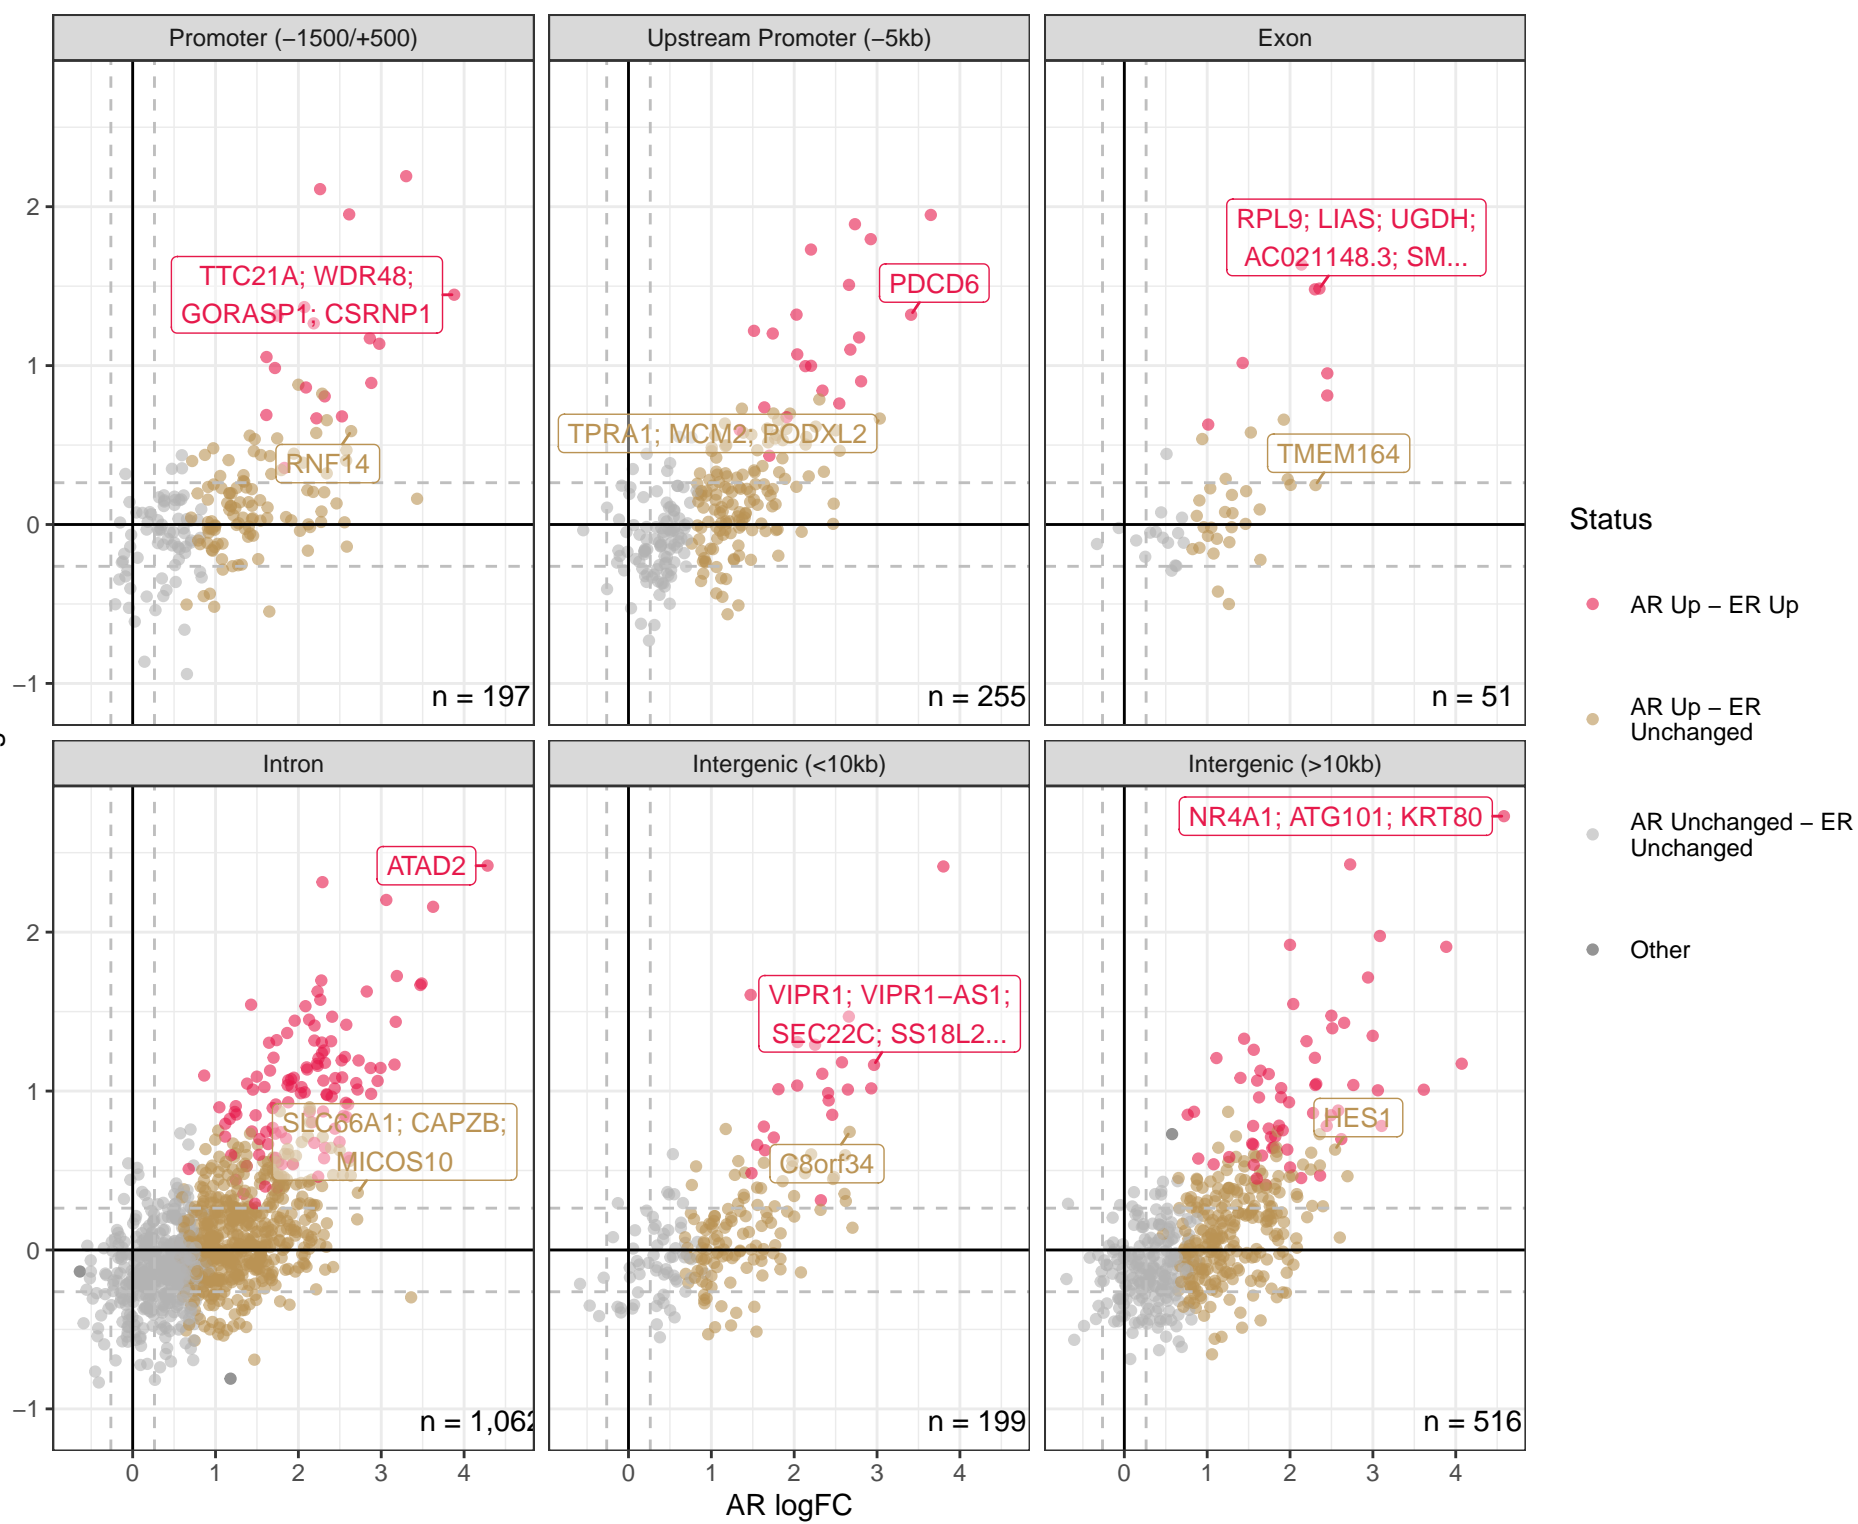 Promoter (−1500/+500)
Upstream Promoter (−5kb)
Exon
2
1
0
−1
TTC21A; WDR48;
GORASP1; CSRNP1
RNF14
n = 197
PDCD6
TPRA1; MCM2; PODXL2
n = 255
RPL9; LIAS; UGDH;
AC021148.3; SM...
TMEM164
n = 51
Intron
Intergenic (<10kb)
Intergenic (>10kb)
2
1
0
−1
ATAD2
SLC66A1; CAPZB;
MICOS10
n = 1,062
VIPR1; VIPR1−AS1;
SEC22C; SS18L2...
C8orf34
n = 199
NR4A1; ATG101; KRT80
HES1
n = 516
0 1 2 3 4
0 1 2 3 4
0 1 2 3 4
AR logFC
Status
AR Up − ER Up
AR Up − ER
Unchanged
AR Unchanged − ER
Unchanged
Other